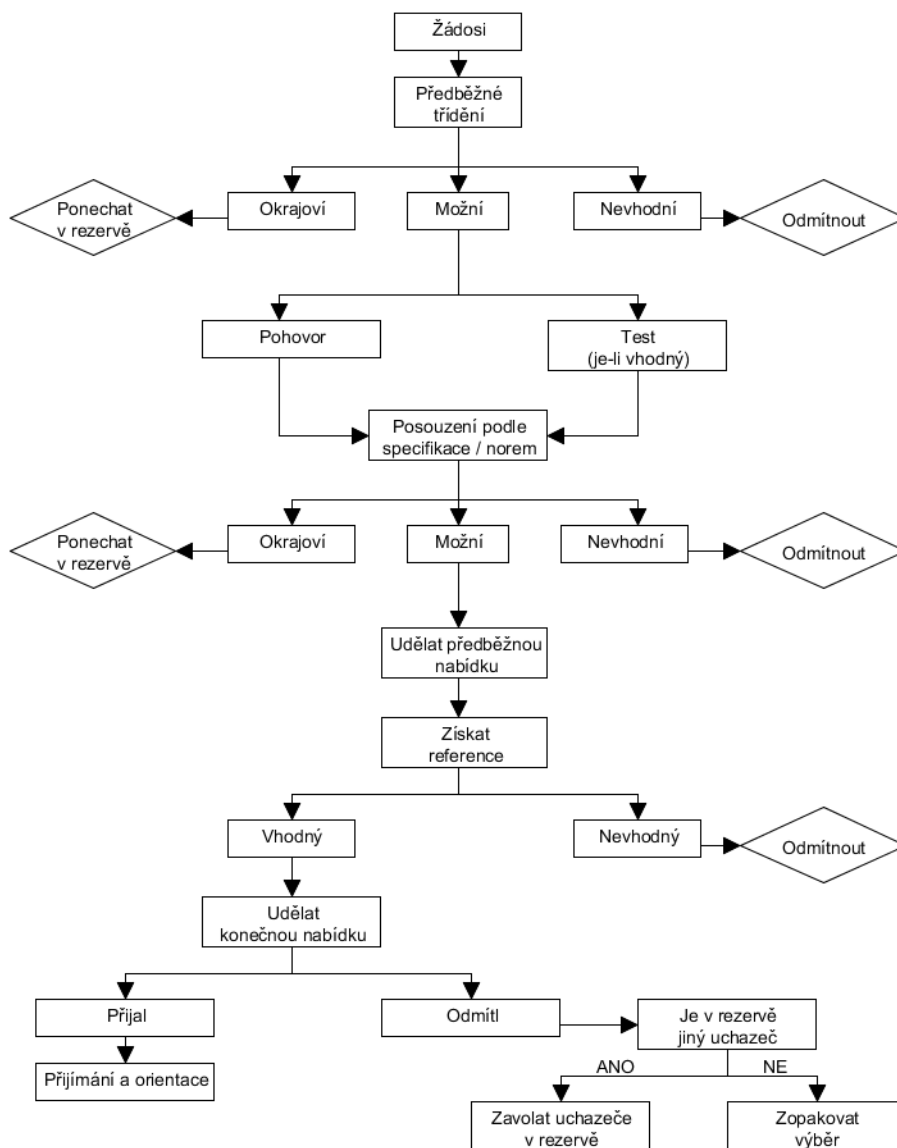 Žádosi
Předběžné
třídění
Ponechat
v rezervě
Okrajoví
Možní
Nevhodní
Odmítnout
Pohovor
Test
(je-li vhodný)
Posouzení podle
specifikace / norem
Ponechat
v rezervě
Okrajoví
Možní
Nevhodní
Odmítnout
Udělat předběžnou
nabídku
Získat
reference
Vhodný
Nevhodný
Odmítnout
Udělat
konečnou nabídku
Přijal
Odmítl
Je v rezervě
jiný uchazeč
Přijímání a orientace
ANO
NE
Zavolat uchazeče
v rezervě
Zopakovat
výběr